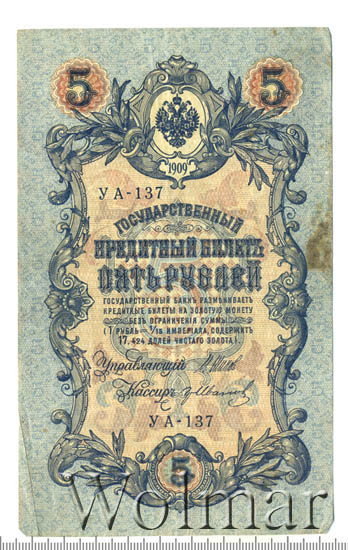 5 5
1909
УА-137
ГОСУДАРСТВЕННЫЙ
КРЕДИТНЫЙ БИЛЕТЪ
ПЯТЬ РУБЛЕЙ
ГОСУДАРСТВЕННЫЙ БАНКЪ РАЗМѢНИВАЕТЪ
КРЕДИТНЫЕ БИЛЕТЫ НА ЗОЛОТУЮ МОНЕТУ
БЕЗЪ ОГРАНИЧЕНІЯ СУММЫ
(1 РУБЛЬ = 1/15 ИМПЕРІАЛА, СОДЕРЖИТЪ
17,424 ДОЛЕЙ ЧИСТАГО ЗОЛОТА)
Управляющій
Кассиръ
УА-137
5
Wolmar